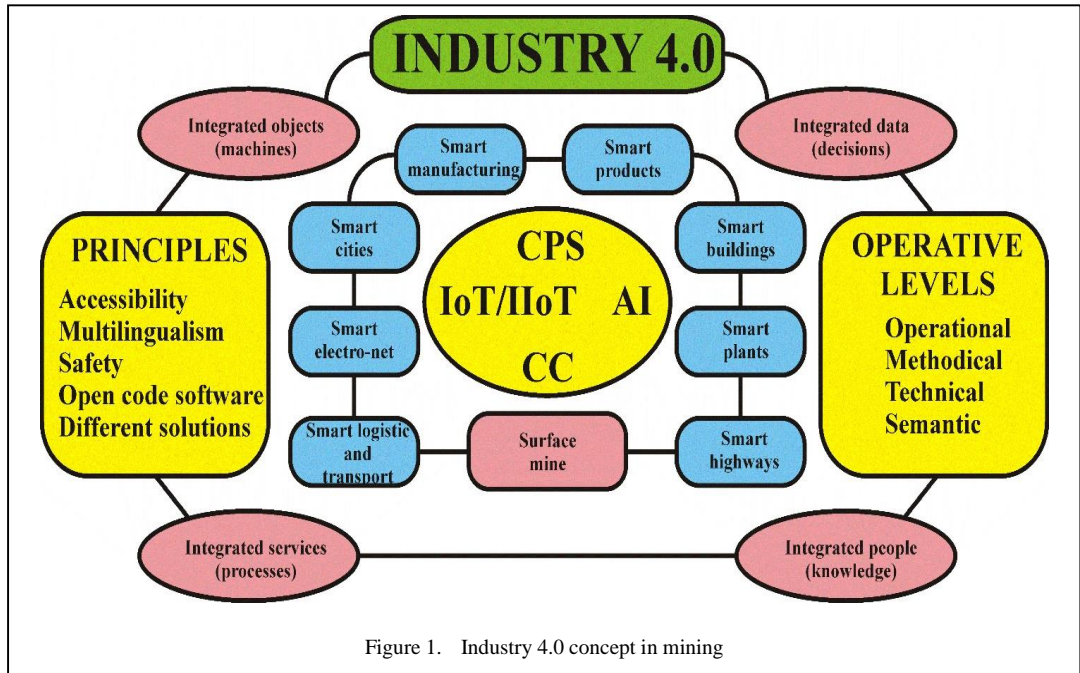 INDUSTRY 4.0
Integrated objects
(machines)
Integrated data
(decisions)
Smart
manufacturing
Smart
products
PRINCIPLES
Accessibility
Multilingualism
Safety
Open code software
Different solutions
Smart
cities
Smart
electro-net
Smart logistic
and
transport
CPS
IoT/IIoT AI
CC
Surface
mine
Smart
buildings
Smart
plants
Smart
highways
OPERATIVE
LEVELS
Operational
Methodical
Technical
Semantic
Integrated services
(processes)
Integrated people
(knowledge)
Figure 1. Industry 4.0 concept in mining